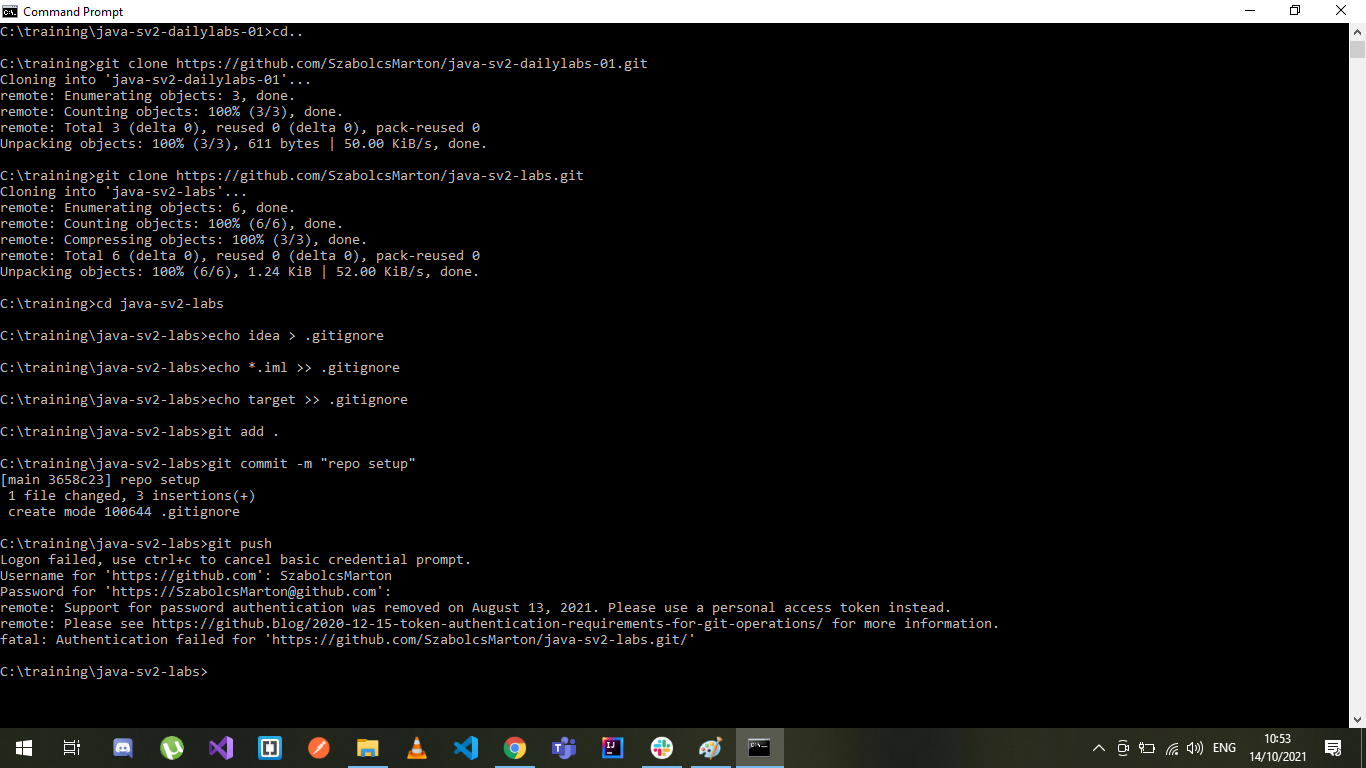 Command Prompt
C:\training\java-sv2-dailylabs-01>cd..
C:\training>git clone https://github.com/SzabolcsMarton/java-sv2-dailylabs-01.git
Cloning into 'java-sv2-dailylabs-01'...
remote: Enumerating objects: 3, done.
remote: Counting objects: 100% (3/3), done.
remote: Total 3 (delta 0), reused 0 (delta 0), pack-reused 0
Unpacking objects: 100% (3/3), 611 bytes | 50.00 KiB/s, done.
C:\training>git clone https://github.com/SzabolcsMarton/java-sv2-labs.git
Cloning into 'java-sv2-labs'...
remote: Enumerating objects: 6, done.
remote: Counting objects: 100% (6/6), done.
remote: Compressing objects: 100% (3/3), done.
remote: Total 6 (delta 0), reused 0 (delta 0), pack-reused 0
Unpacking objects: 100% (6/6), 1.24 KiB | 52.00 KiB/s, done.
C:\training>cd java-sv2-labs
C:\training\java-sv2-labs>echo idea > .gitignore
C:\training\java-sv2-labs>echo *.iml >> .gitignore
C:\training\java-sv2-labs>echo target >> .gitignore
C:\training\java-sv2-labs>git add .
C:\training\java-sv2-labs>git commit -m "repo setup"
[main 3658c23] repo setup
1 file changed, 3 insertions(+)
create mode 100644 .gitignore
C:\training\java-sv2-labs>git push
Logon failed, use ctrl+c to cancel basic credential prompt.
Username for 'https://github.com': SzabolcsMarton
Password for 'https://SzabolcsMarton@github.com':
remote: Support for password authentication was removed on August 13, 2021. Please use a personal access token instead.
remote: Please see https://github.blog/2020-12-15-token-authentication-requirements-for-git-operations/ for more information.
fatal: Authentication failed for 'https://github.com/SzabolcsMarton/java-sv2-labs.git/'
C:\training\java-sv2-labs>
ENG
10:53
14/10/2021